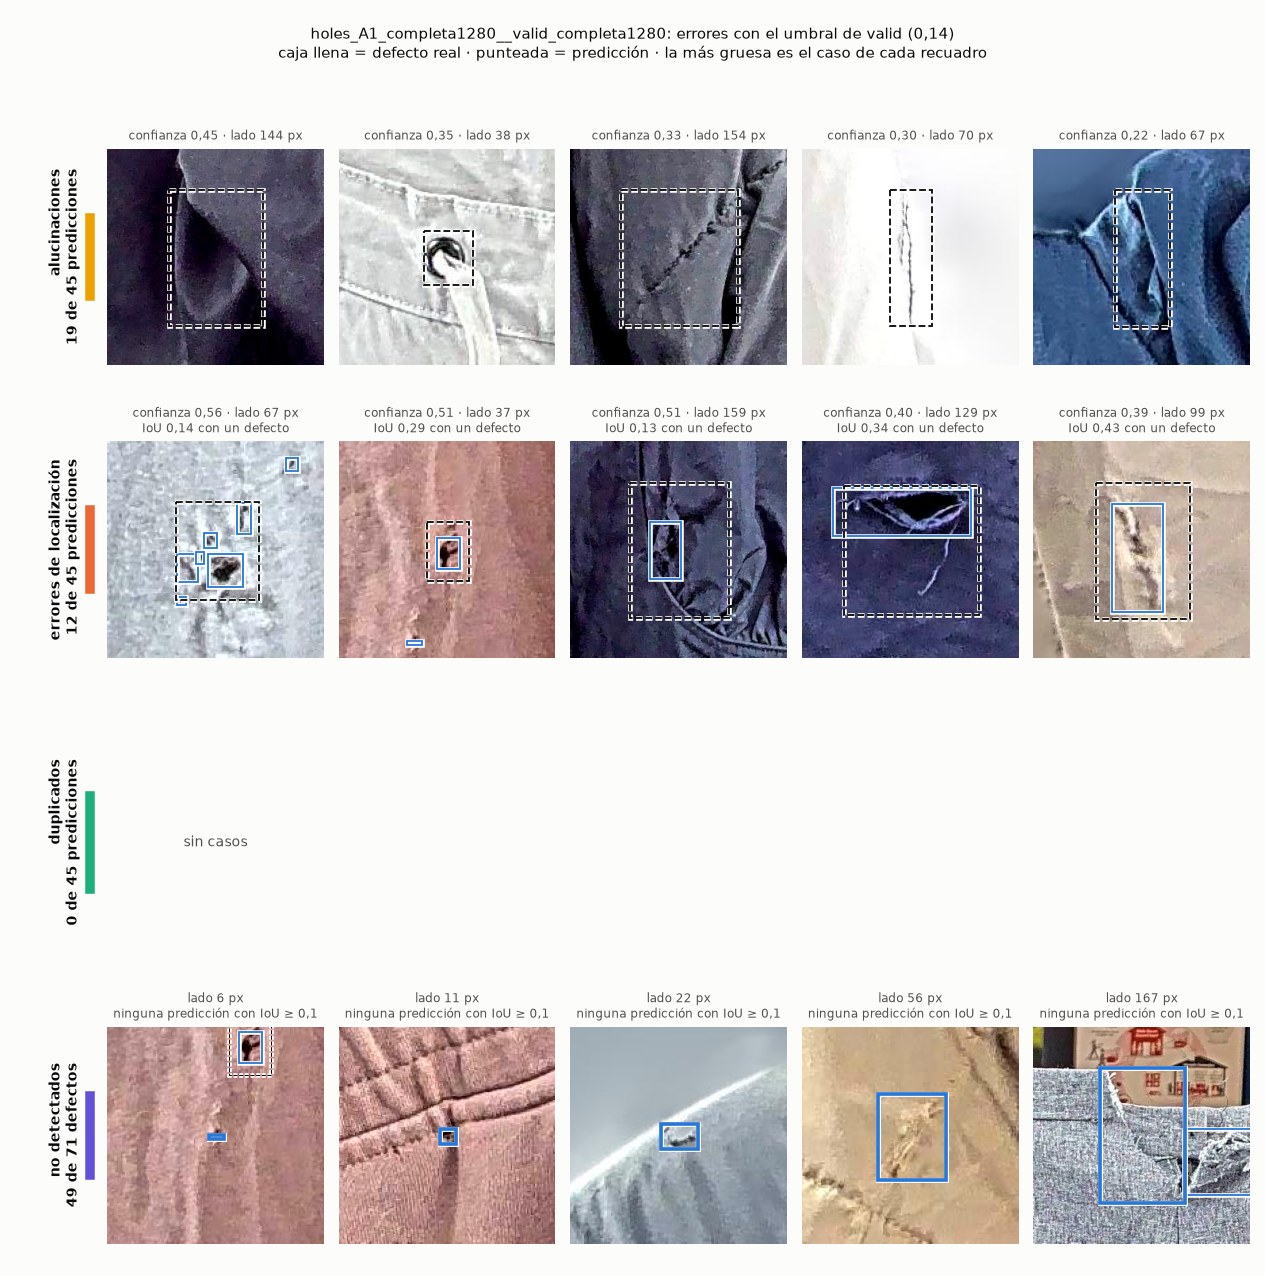 holes_A1_completa1280__valid_completa1280: errores con el umbral de valid (0,14)
caja llena = defecto real · punteada = predicción · la más gruesa es el caso de cada recuadro
alucinaciones
19 de 45 predicciones
confianza 0,45 · lado 144 px
confianza 0,35 · lado 38 px
confianza 0,33 · lado 154 px
confianza 0,30 · lado 70 px
confianza 0,22 · lado 67 px
errores de localización
12 de 45 predicciones
confianza 0,56 · lado 67 px
IoU 0,14 con un defecto
confianza 0,51 · lado 37 px
IoU 0,29 con un defecto
confianza 0,51 · lado 159 px
IoU 0,13 con un defecto
confianza 0,40 · lado 129 px
IoU 0,34 con un defecto
confianza 0,39 · lado 99 px
IoU 0,43 con un defecto
duplicados
0 de 45 predicciones
sin casos
no detectados
49 de 71 defectos
lado 6 px
ninguna predicción con IoU ≥ 0,1
lado 11 px
ninguna predicción con IoU ≥ 0,1
lado 22 px
ninguna predicción con IoU ≥ 0,1
lado 56 px
ninguna predicción con IoU ≥ 0,1
lado 167 px
ninguna predicción con IoU ≥ 0,1